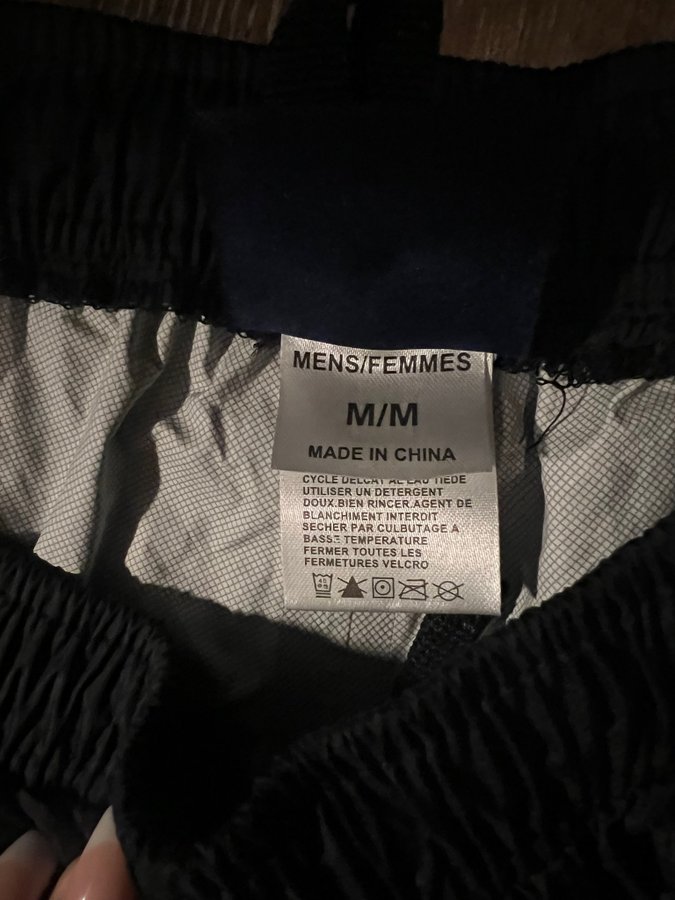 MENS/FEMMES
M/M
MADE IN CHINA
CYCLE DELCAT AL EAU TIEDE
UTILISER UN DETERGENT
DOUX.BIEN RINCER.AGENT DE
BLANCHIMENT INTERDIT
SECHER PAR CULBUTAGE A
BASSE TEMPERATURE
FERMER TOUTES LES
FERMETURES VELCRO